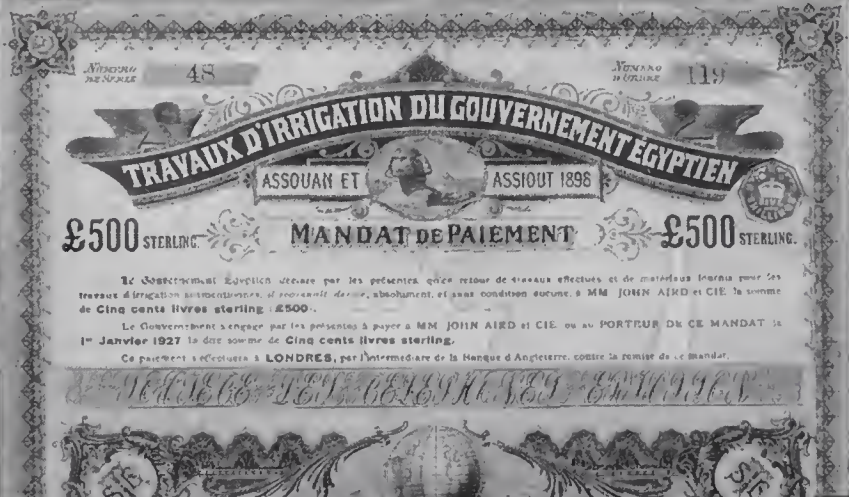 NUMERO DE SERIE 48
NUMERO D'ORDRE 119
TRAVAUX D'IRRIGATION DU GOUVERNEMENT EGYPTIEN
ASSOUAN ET ASSIOUT 1898
£500 STERLING. MANDAT DE PAIEMENT £500 STERLING.
Le Gouvernement Egyptien déclare par les présentes, qu'en retour de travaux effectués et de matériaux fournis pour les
travaux d'irrigation susmentionnés, il reconnait devoir, absolument, et sans condition aucune, à MM JOHN AIRD et CIE la somme
de Cinq cents livres sterling (£500).
Le Gouvernement s'engage par les présentes à payer à MM JOHN AIRD et CIE. ou au PORTEUR DE CE MANDAT le
1er Janvier 1927 la dite somme de Cinq cents livres sterling.
Ce paiement s'effectuera à LONDRES, par l'intermédiaire de la Banque d'Angleterre, contre la remise de ce mandat.